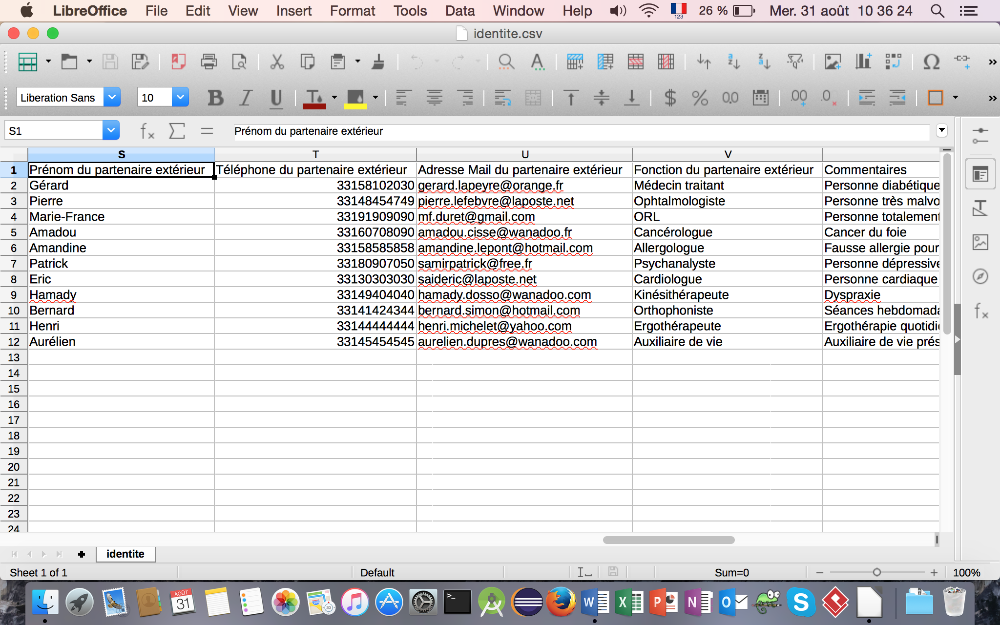 LibreOffice File Edit View Insert Format Tools Data Window Help 123 26 % Mer. 31 août 10 36 24
identite.csv
Liberation Sans 10
S1 Prénom du partenaire extérieur
S T U V
1 Prénom du partenaire extérieur Téléphone du partenaire extérieur Adresse Mail du partenaire extérieur Fonction du partenaire extérieur Commentaires
2 Gérard 33158102030 gerard.lapeyre@orange.fr Médecin traitant Personne diabétique
3 Pierre 33148454749 pierre.lefebvre@laposte.net Ophtalmologiste Personne très malvo
4 Marie-France 33191909090 mf.duret@gmail.com ORL Personne totalement
5 Amadou 33160708090 amadou.cisse@wanadoo.fr Cancérologue Cancer du foie
6 Amandine 33158585858 amandine.lepont@hotmail.com Allergologue Fausse allergie pour
7 Patrick 33180907050 samirpatrick@free.fr Psychanalyste Personne dépressive
8 Eric 33130303030 saideric@laposte.net Cardiologue Personne cardiaque
9 Hamady 33149404040 hamady.dosso@wanadoo.com Kinésithérapeute Dyspraxie
10 Bernard 33141424344 bernard.simon@hotmail.com Orthophoniste Séances hebdomada
11 Henri 33144444444 henri.michelet@yahoo.com Ergothérapeute Ergothérapie quotidi
12 Aurélien 33145454545 aurelien.dupres@wanadoo.com Auxiliaire de vie Auxiliaire de vie prés
13
14
15
16
17
18
19
20
21
22
23
24
identite
Sheet 1 of 1 Default Sum=0 100%
AOÛT
31